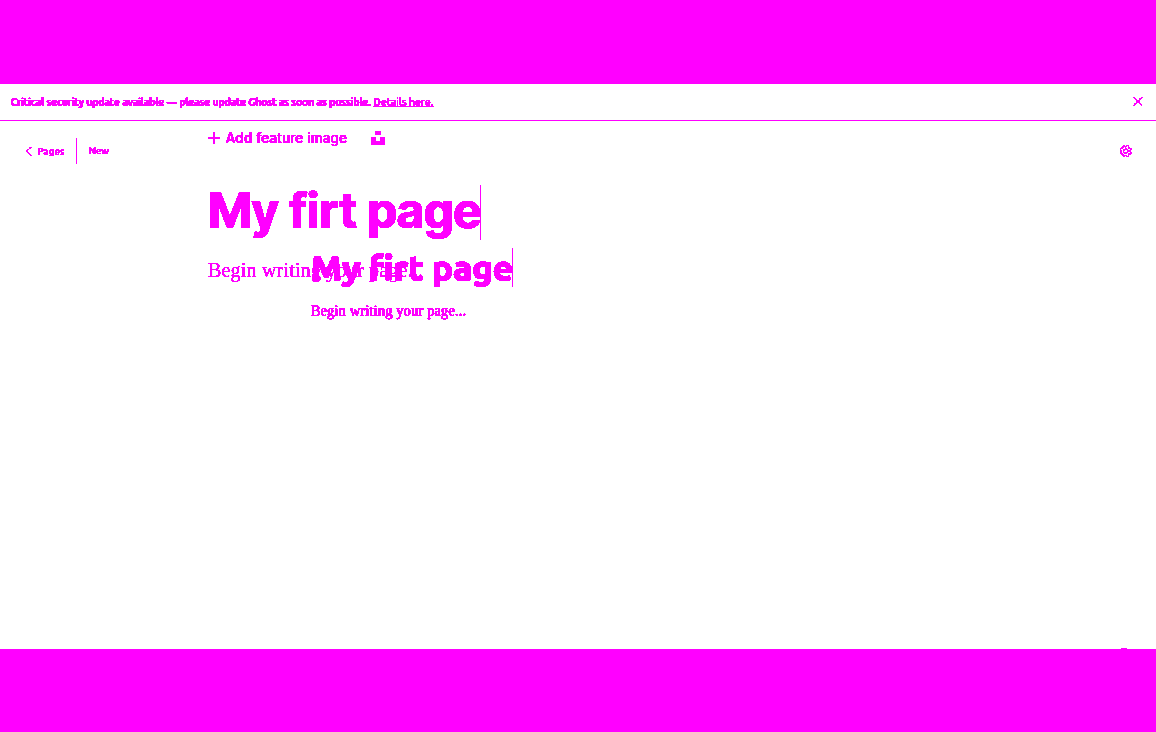 Critical security update available — please update Ghost as soon as possible. Details here.
+ Add feature image
Pages
New
My firt page
Begin writing your page...
My firt page
Begin writing your page...